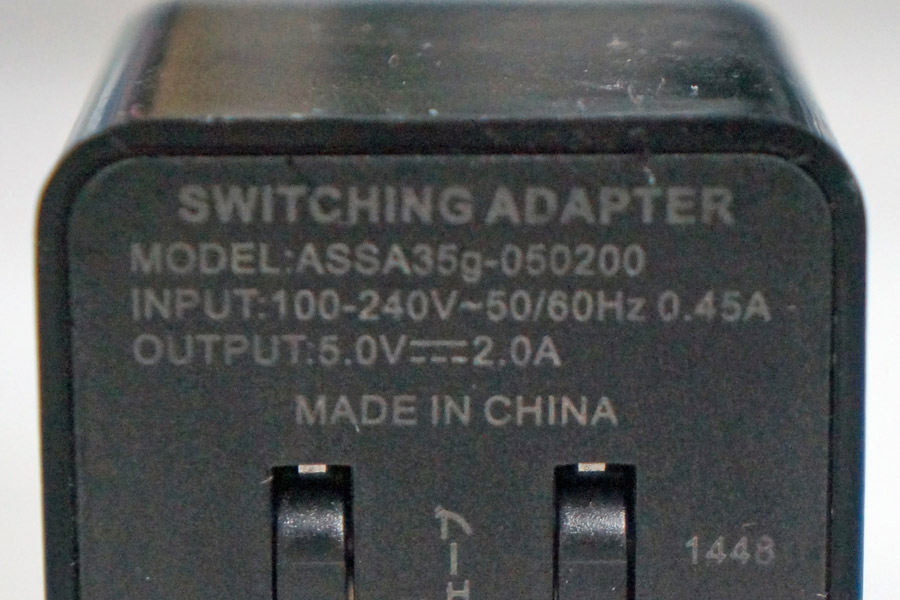 SWITCHING ADAPTER
MODEL:ASSA35g-050200
INPUT:100-240V~50/60Hz 0.45A
OUTPUT:5.0V⎓2.0A
MADE IN CHINA
1448